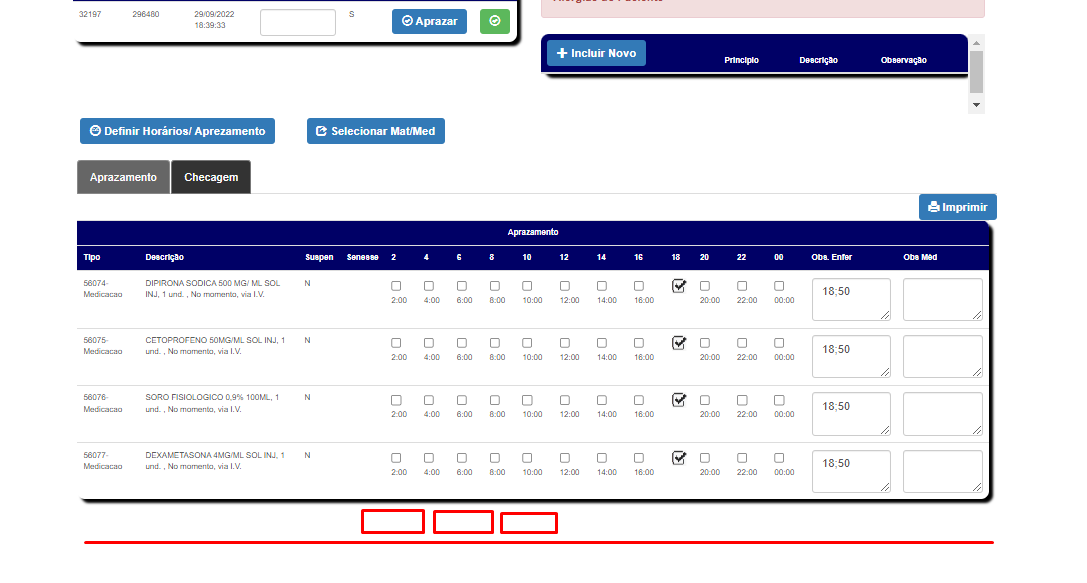 32197 296480 29/09/2022 18:39:33 S Aprazar
Incluir Novo Principio Descrição Observação
Definir Horários/ Aprezamento Selecionar Mat/Med
Aprazamento Checagem
Imprimir
Aprazamento
Tipo Descrição Suspen Senesse 2 4 6 8 10 12 14 16 18 20 22 00 Obs. Enfer Obs Méd
56074- DIPIRONA SODICA 500 MG/ ML SOL N 18;50
Medicacao INJ, 1 und. , No momento, via I.V.
2:00 4:00 6:00 8:00 10:00 12:00 14:00 16:00 20:00 22:00 00:00
56075- CETOPROFENO 50MG/ML SOL INJ, 1 N 18;50
Medicacao und. , No momento, via I.V.
2:00 4:00 6:00 8:00 10:00 12:00 14:00 16:00 20:00 22:00 00:00
56076- SORO FISIOLOGICO 0,9% 100ML, 1 N 18;50
Medicacao und. , No momento, via I.V.
2:00 4:00 6:00 8:00 10:00 12:00 14:00 16:00 20:00 22:00 00:00
56077- DEXAMETASONA 4MG/ML SOL INJ, 1 N 18;50
Medicacao und. , No momento, via I.V.
2:00 4:00 6:00 8:00 10:00 12:00 14:00 16:00 20:00 22:00 00:00